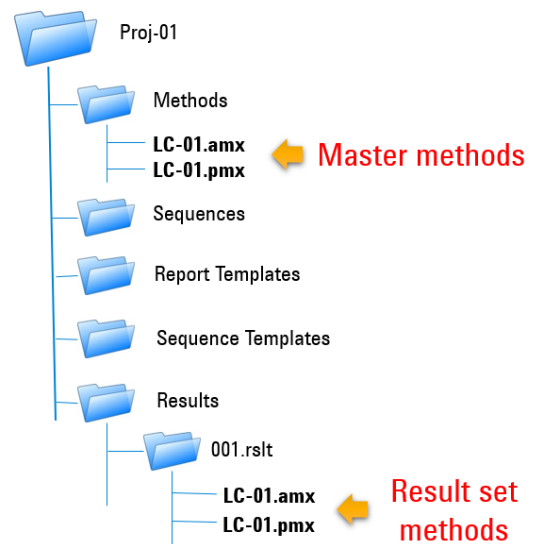 Proj-01
Methods
LC-01.amx
LC-01.pmx
Master methods
Sequences
Report Templates
Sequence Templates
Results
001.rslt
LC-01.amx
LC-01.pmx
Result set
methods